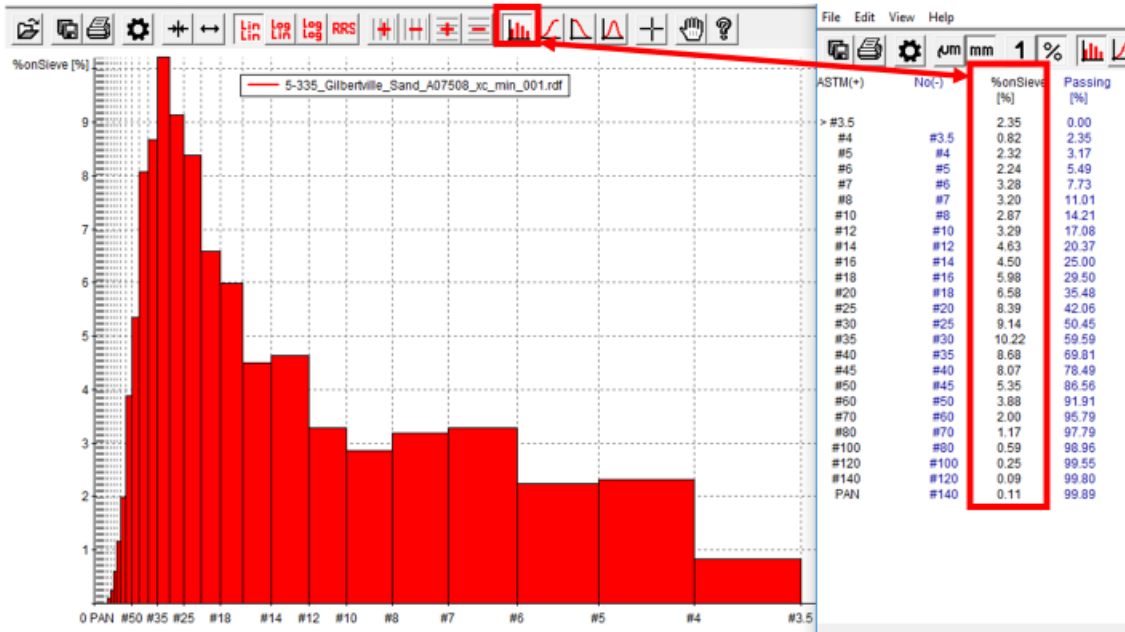 Lin Lin Log Lin Log Log RRS
%onSieve [%]
5-335_Gilbertville_Sand_A07508_xc_min_001.rdf
9
8
7
6
5
4
3
2
1
0 PAN #50 #35 #25 #18 #14 #12 #10 #8 #7 #6 #5 #4 #3.5
File Edit View Help
µm mm 1 %
ASTM(+) No(-) %onSieve Passing
[%] [%]
> #3.5 2.35 0.00
#4 #3.5 0.82 2.35
#5 #4 2.32 3.17
#6 #5 2.24 5.49
#7 #6 3.28 7.73
#8 #7 3.20 11.01
#10 #8 2.87 14.21
#12 #10 3.29 17.08
#14 #12 4.63 20.37
#16 #14 4.50 25.00
#18 #16 5.98 29.50
#20 #18 6.58 35.48
#25 #20 8.39 42.06
#30 #25 9.14 50.45
#35 #30 10.22 59.59
#40 #35 8.68 69.81
#45 #40 8.07 78.49
#50 #45 5.35 86.56
#60 #50 3.88 91.91
#70 #60 2.00 95.79
#80 #70 1.17 97.79
#100 #80 0.59 98.96
#120 #100 0.25 99.55
#140 #120 0.09 99.80
PAN #140 0.11 99.89